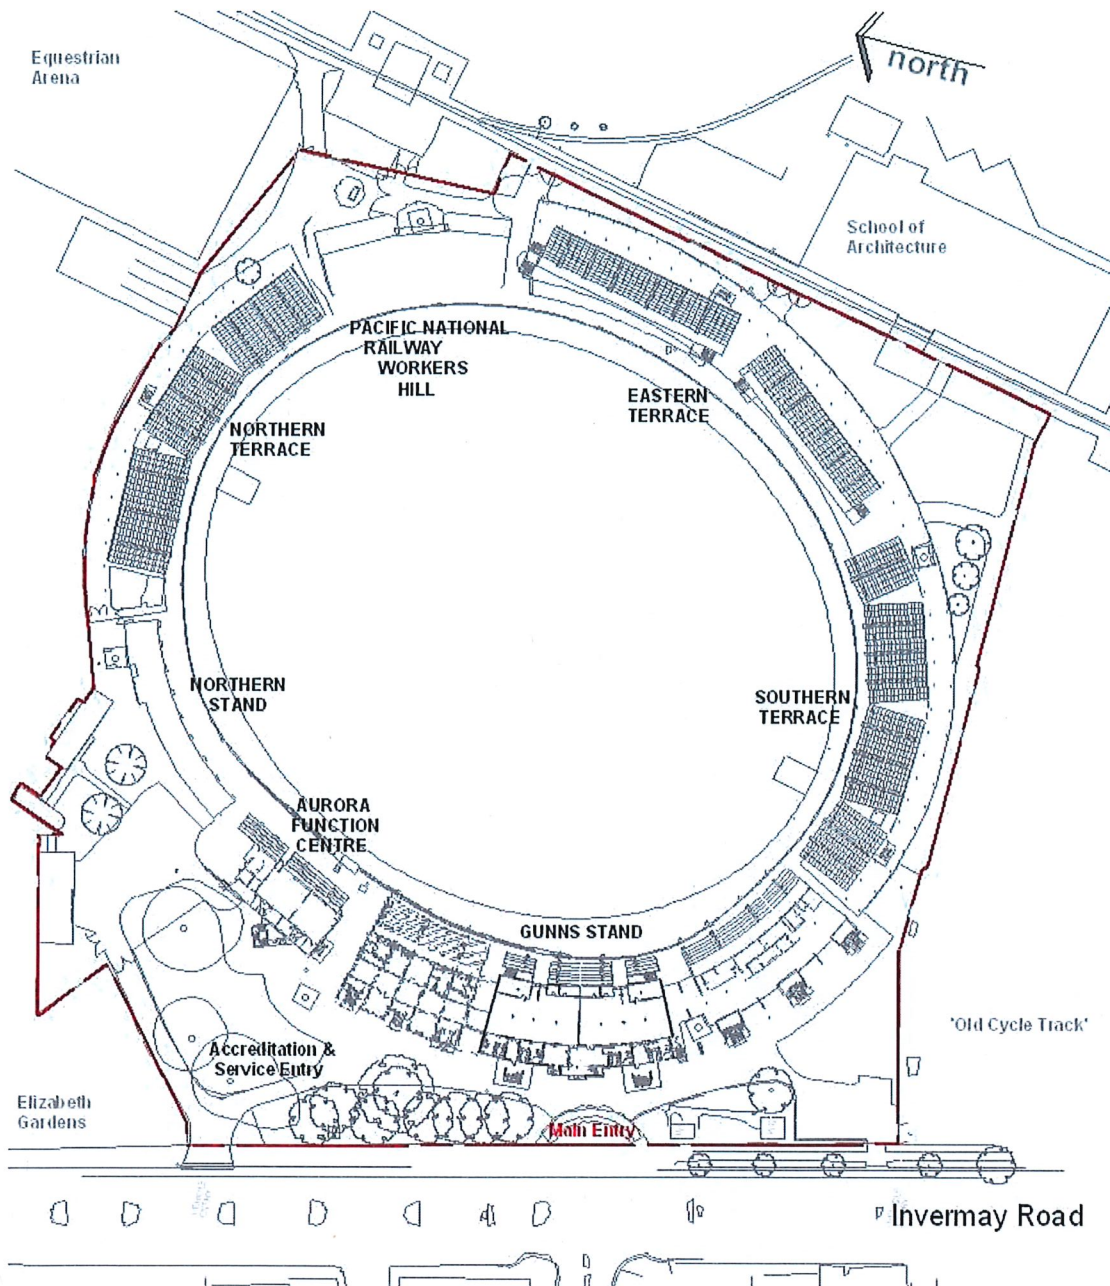 Equestrian
Arena
north
School of
Architecture
PACIFIC NATIONAL
RAILWAY
WORKERS
HILL
EASTERN
TERRACE
NORTHERN
TERRACE
NORTHERN
STAND
SOUTHERN
TERRACE
AURORA
FUNCTION
CENTRE
GUNNS STAND
'Old Cycle Track'
Accreditation &
Service Entry
Elizabeth
Gardens
Main Entry
Invermay Road